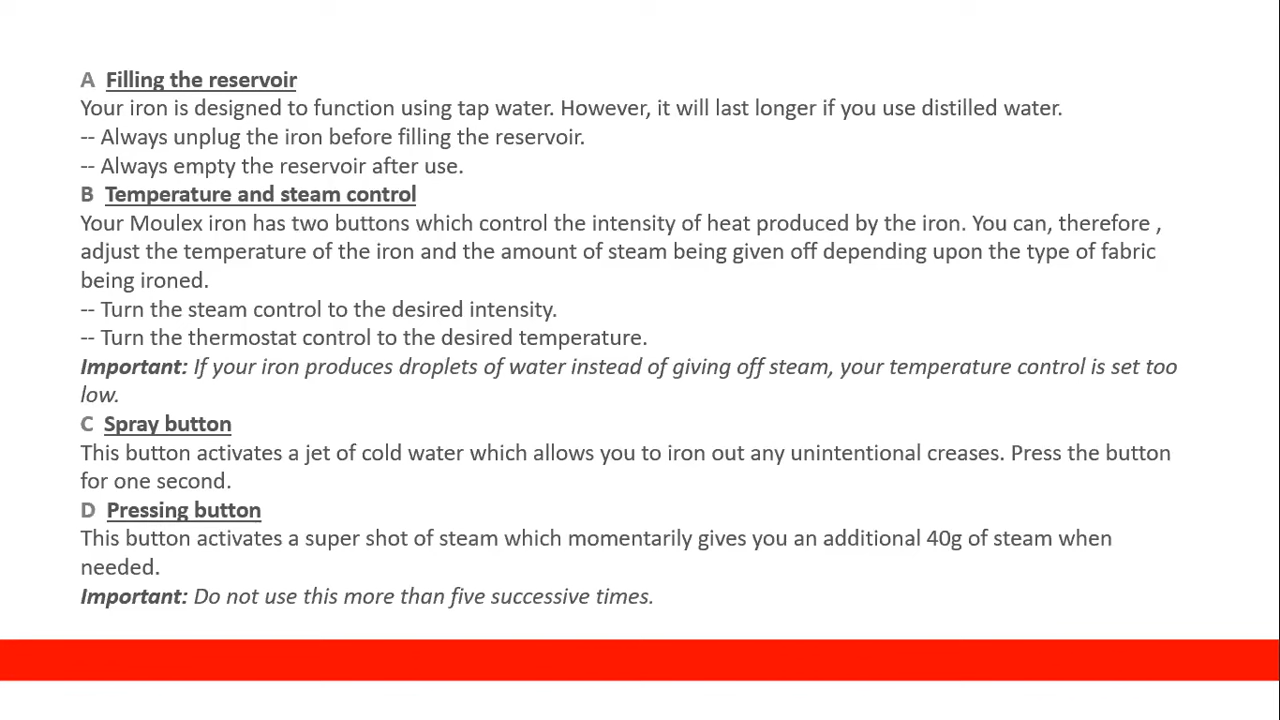 A Filling the reservoir
Your iron is designed to function using tap water. However, it will last longer if you use distilled water.
-- Always unplug the iron before filling the reservoir.
-- Always empty the reservoir after use.
B Temperature and steam control
Your Moulex iron has two buttons which control the intensity of heat produced by the iron. You can, therefore ,
adjust the temperature of the iron and the amount of steam being given off depending upon the type of fabric
being ironed.
-- Turn the steam control to the desired intensity.
-- Turn the thermostat control to the desired temperature.
Important: If your iron produces droplets of water instead of giving off steam, your temperature control is set too
low.
C Spray button
This button activates a jet of cold water which allows you to iron out any unintentional creases. Press the button
for one second.
D Pressing button
This button activates a super shot of steam which momentarily gives you an additional 40g of steam when
needed.
Important: Do not use this more than five successive times.